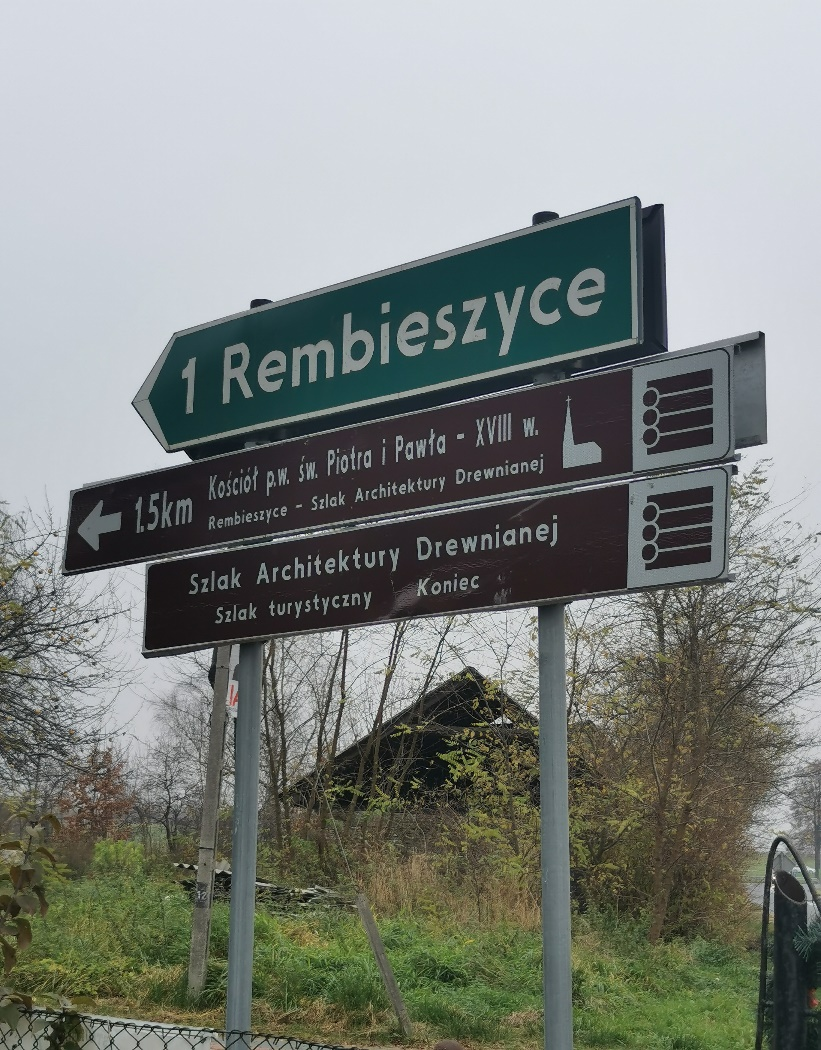 1 Rembieszyce
1.5km
Kościół p.w. św. Piotra i Pawła - XVIII w.
Rembieszyce - Szlak Architektury Drewnianej
Szlak Architektury Drewnianej
Szlak turystyczny Koniec
12